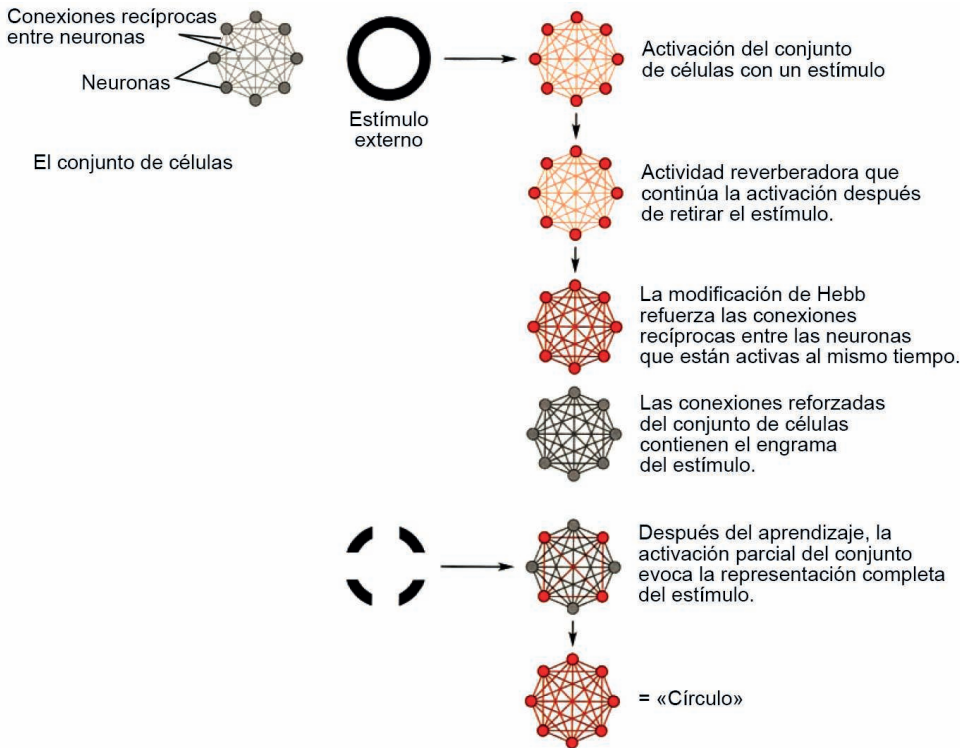 Conexiones recíprocas
entre neuronas
Neuronas
El conjunto de células
Estímulo
externo
Activación del conjunto
de células con un estímulo
Actividad reverberadora que
continúa la activación después
de retirar el estímulo.
La modificación de Hebb
refuerza las conexiones
recíprocas entre las neuronas
que están activas al mismo tiempo.
Las conexiones reforzadas
del conjunto de células
contienen el engrama
del estímulo.
Después del aprendizaje, la
activación parcial del conjunto
evoca la representación completa
del estímulo.
= «Círculo»